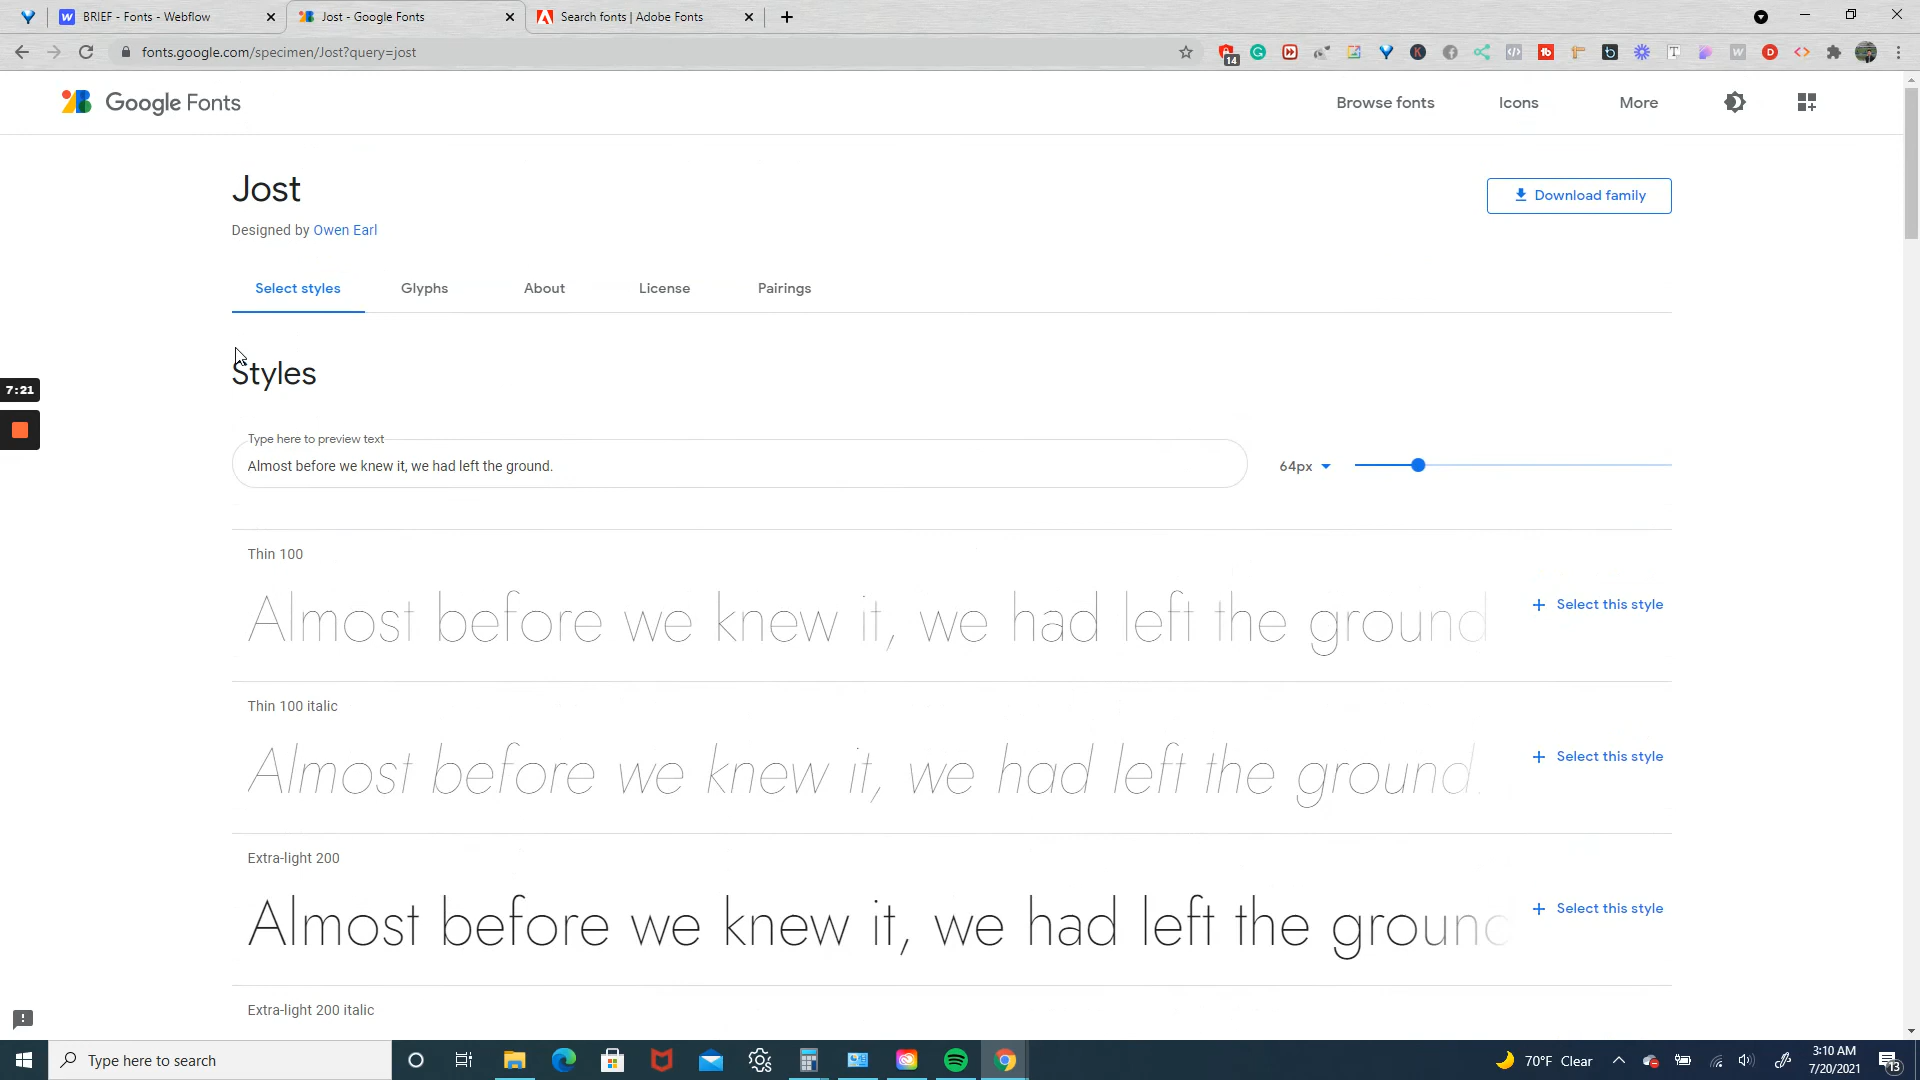 BRIEF - Fonts - Webflow
Jost - Google Fonts
Search fonts | Adobe Fonts
fonts.google.com/specimen/Jost?query=jost
14
Google Fonts
Browse fonts
Icons
More
Jost
Download family
Designed by Owen Earl
Select styles
Glyphs
About
License
Pairings
Styles
7:21
Type here to preview text
Almost before we knew it, we had left the ground.
64px
Thin 100
Almost before we knew it, we had left the ground
Select this style
Thin 100 italic
Almost before we knew it, we had left the ground.
Select this style
Extra-light 200
Almost before we knew it, we had left the ground
Select this style
Extra-light 200 italic
Type here to search
70°F Clear
3:10 AM
7/20/2021
13